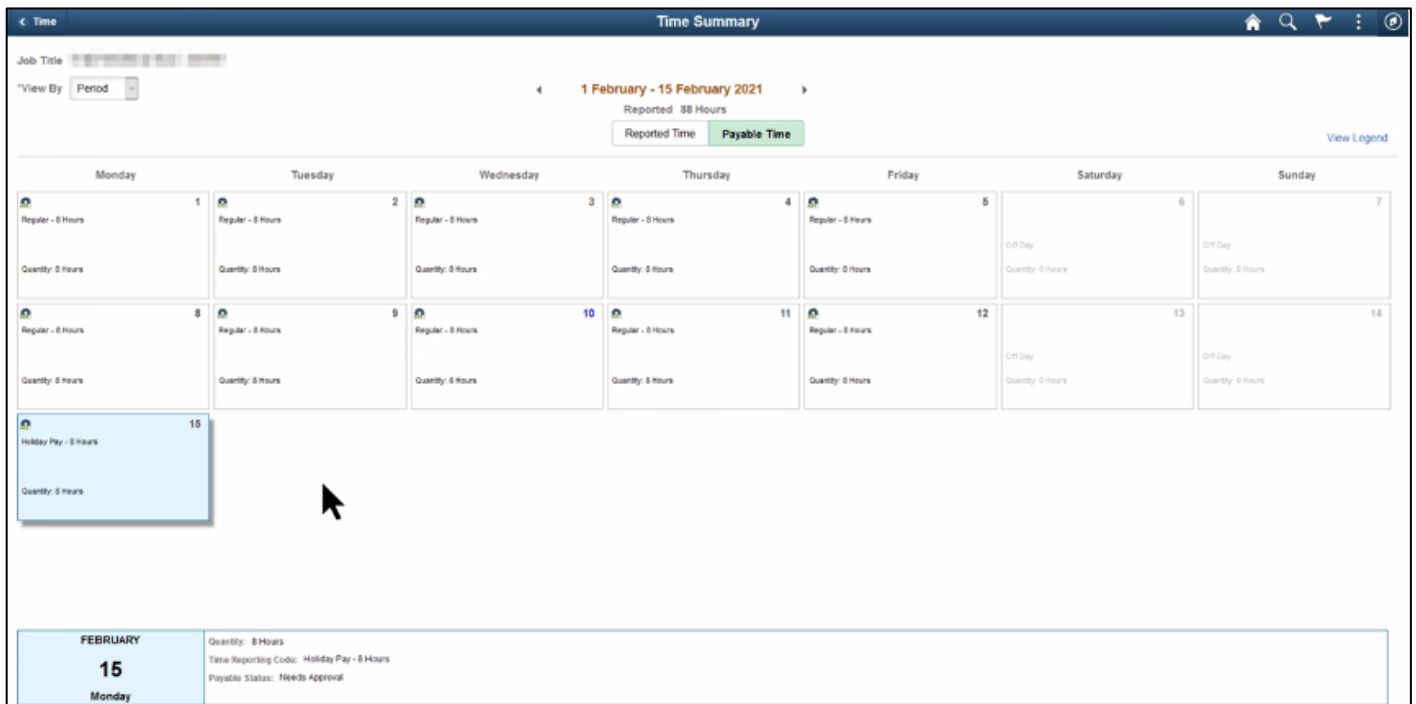 Time
Time Summary
Job Title
*View By Period
1 February - 15 February 2021
Reported 88 Hours
Reported Time Payable Time
View Legend
Monday Tuesday Wednesday Thursday Friday Saturday Sunday
1 2 3 4 5 6 7
Regular - 8 Hours Regular - 8 Hours Regular - 8 Hours Regular - 8 Hours Regular - 8 Hours
Off Day Off Day
Quantity: 8 Hours Quantity: 8 Hours Quantity: 8 Hours Quantity: 8 Hours Quantity: 8 Hours Quantity: 0 Hours Quantity: 0 Hours
8 9 10 11 12 13 14
Regular - 8 Hours Regular - 8 Hours Regular - 8 Hours Regular - 8 Hours Regular - 8 Hours
Off Day Off Day
Quantity: 8 Hours Quantity: 8 Hours Quantity: 8 Hours Quantity: 8 Hours Quantity: 8 Hours Quantity: 0 Hours Quantity: 0 Hours
15
Holiday Pay - 8 Hours
Quantity: 8 Hours
FEBRUARY
15
Monday
Quantity: 8 Hours
Time Reporting Code: Holiday Pay - 8 Hours
Payable Status: Needs Approval